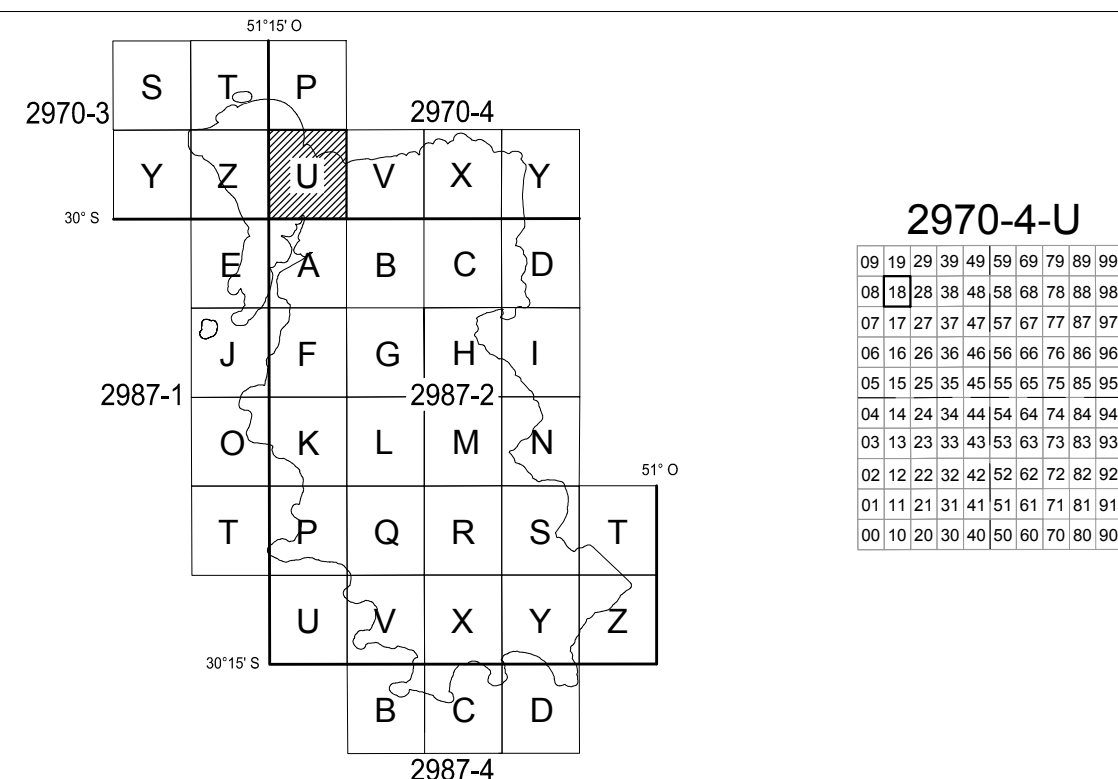 51°15' O
S T P
2970-3 2970-4
Y Z U V X Y
30° S
E A B C D
J F G H I
2987-1 2987-2
O K L M N
51° O
T P Q R S T
U V X Y Z
30°15' S
B C D
2987-4
2970-4-U
09 19 29 39 49 59 69 79 89 99
08 18 28 38 48 58 68 78 88 98
07 17 27 37 47 57 67 77 87 97
06 16 26 36 46 56 66 76 86 96
05 15 25 35 45 55 65 75 85 95
04 14 24 34 44 54 64 74 84 94
03 13 23 33 43 53 63 73 83 93
02 12 22 32 42 52 62 72 82 92
01 11 21 31 41 51 61 71 81 91
00 10 20 30 40 50 60 70 80 90